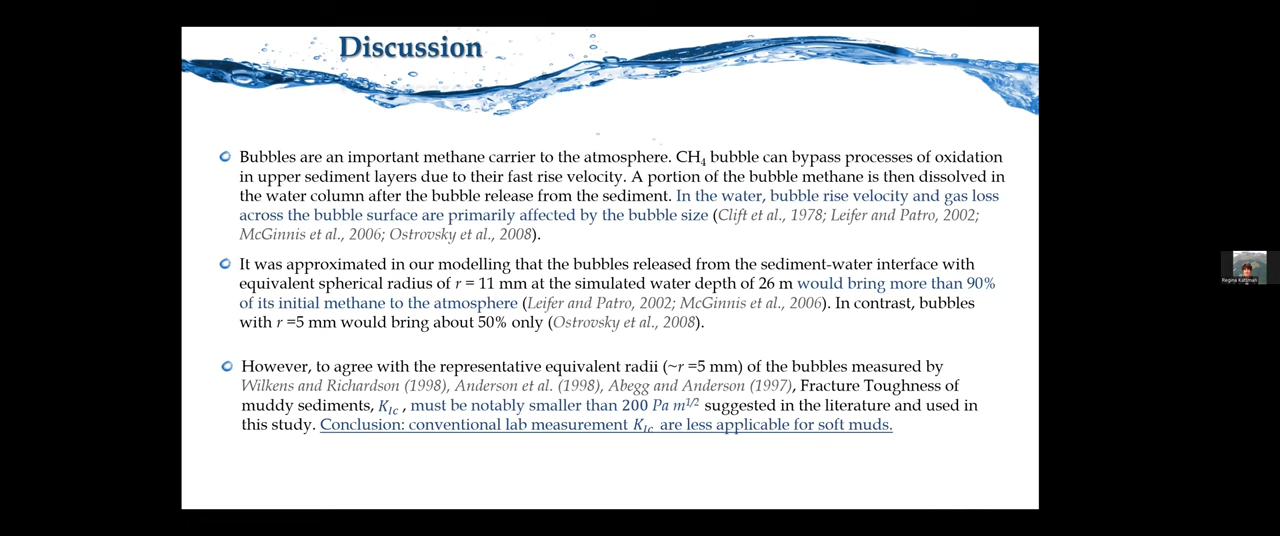 Discussion
Bubbles are an important methane carrier to the atmosphere. CH₄ bubble can bypass processes of oxidation
in upper sediment layers due to their fast rise velocity. A portion of the bubble methane is then dissolved in
the water column after the bubble release from the sediment. In the water, bubble rise velocity and gas loss
across the bubble surface are primarily affected by the bubble size (Clift et al., 1978; Leifer and Patro, 2002;
McGinnis et al., 2006; Ostrovsky et al., 2008).
It was approximated in our modelling that the bubbles released from the sediment-water interface with
equivalent spherical radius of r = 11 mm at the simulated water depth of 26 m would bring more than 90%
of its initial methane to the atmosphere (Leifer and Patro, 2002; McGinnis et al., 2006). In contrast, bubbles
with r =5 mm would bring about 50% only (Ostrovsky et al., 2008).
However, to agree with the representative equivalent radii (~r =5 mm) of the bubbles measured by
Wilkens and Richardson (1998), Anderson et al. (1998), Abegg and Anderson (1997), Fracture Toughness of
muddy sediments, K_Ic , must be notably smaller than 200 Pa m^1/2 suggested in the literature and used in
this study. Conclusion: conventional lab measurement K_Ic are less applicable for soft muds.
Regina Katsman